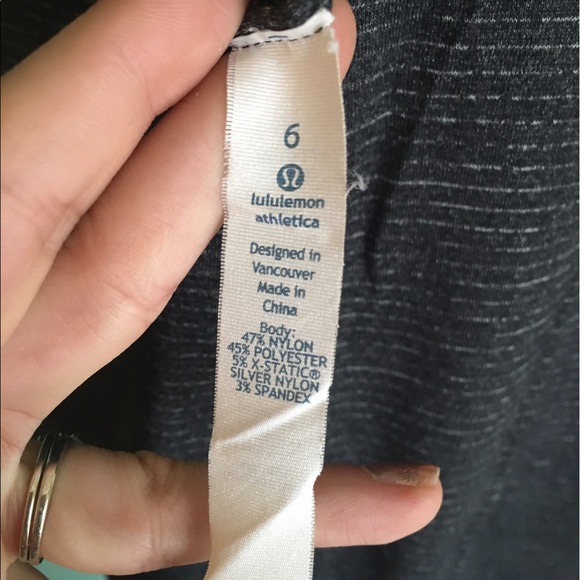 6
lululemon
athletica
Designed in
Vancouver
Made in
China
Body:
47% NYLON
45% POLYESTER
5% X-STATIC®
SILVER NYLON
3% SPANDEX